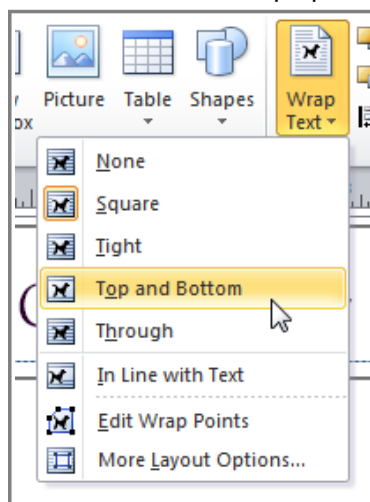 Picture Table Shapes Wrap
ox Text
None
Square
Tight
Top and Bottom
Through
In Line with Text
Edit Wrap Points
More Layout Options...